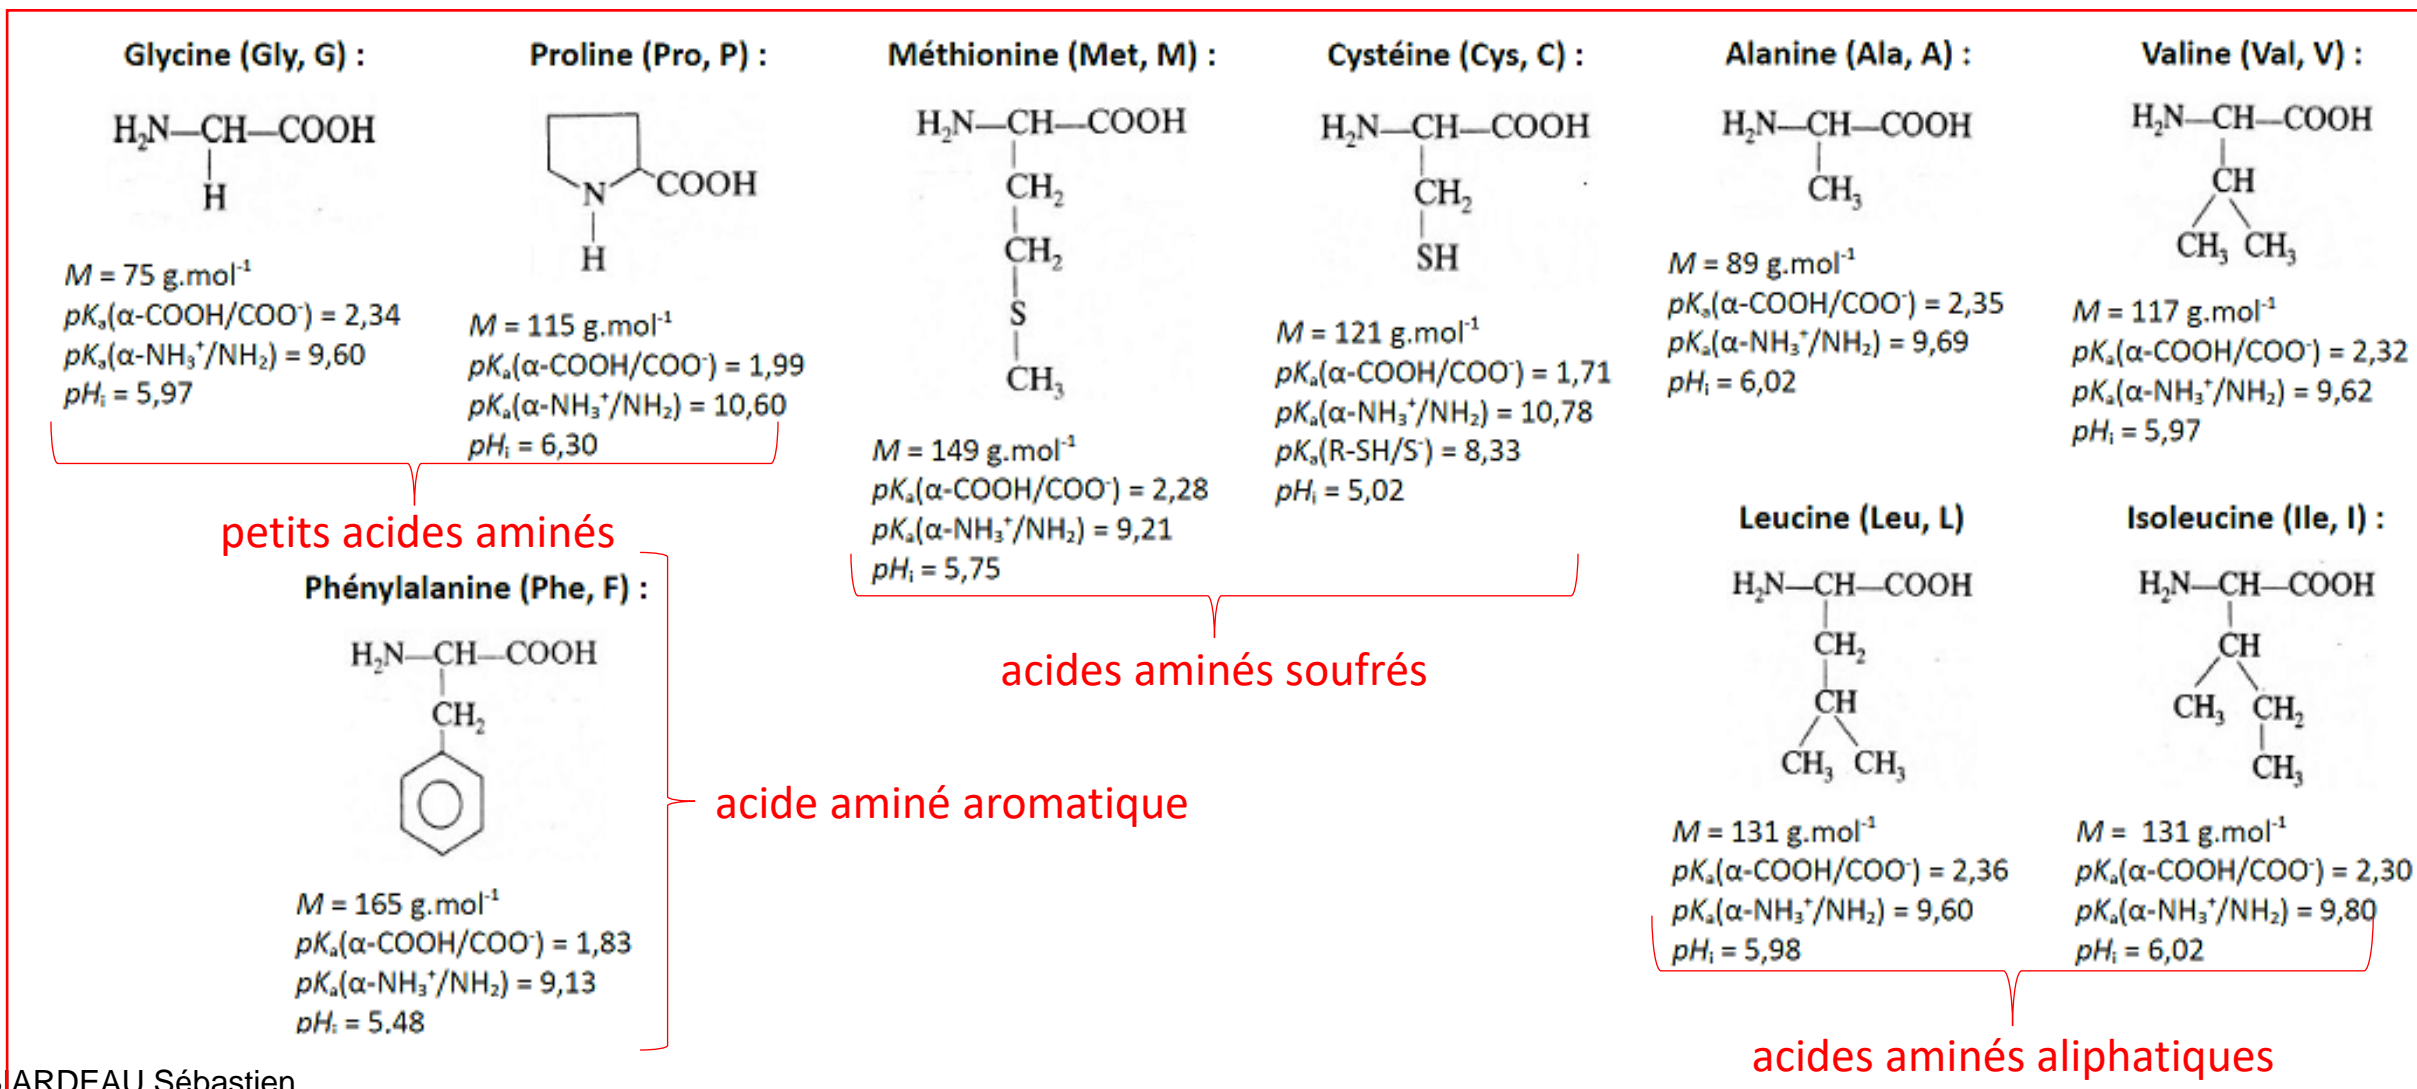 Glycine (Gly, G) :
H₂N—CH—COOH
H
M = 75 g.mol⁻¹
pKₐ(α-COOH/COO⁻) = 2,34
pKₐ(α-NH₃⁺/NH₂) = 9,60
pHᵢ = 5,97
Proline (Pro, P) :
COOH
N
H
M = 115 g.mol⁻¹
pKₐ(α-COOH/COO⁻) = 1,99
pKₐ(α-NH₃⁺/NH₂) = 10,60
pHᵢ = 6,30
petits acides aminés
Méthionine (Met, M) :
H₂N—CH—COOH
CH₂
CH₂
S
CH₃
M = 149 g.mol⁻¹
pKₐ(α-COOH/COO⁻) = 2,28
pKₐ(α-NH₃⁺/NH₂) = 9,21
pHᵢ = 5,75
Cystéine (Cys, C) :
H₂N—CH—COOH
CH₂
SH
M = 121 g.mol⁻¹
pKₐ(α-COOH/COO⁻) = 1,71
pKₐ(α-NH₃⁺/NH₂) = 10,78
pKₐ(R-SH/S⁻) = 8,33
pHᵢ = 5,02
acides aminés soufrés
Alanine (Ala, A) :
H₂N—CH—COOH
CH₃
M = 89 g.mol⁻¹
pKₐ(α-COOH/COO⁻) = 2,35
pKₐ(α-NH₃⁺/NH₂) = 9,69
pHᵢ = 6,02
Valine (Val, V) :
H₂N—CH—COOH
CH
CH₃ CH₃
M = 117 g.mol⁻¹
pKₐ(α-COOH/COO⁻) = 2,32
pKₐ(α-NH₃⁺/NH₂) = 9,62
pHᵢ = 5,97
Phénylalanine (Phe, F) :
H₂N—CH—COOH
CH₂
M = 165 g.mol⁻¹
pKₐ(α-COOH/COO⁻) = 1,83
pKₐ(α-NH₃⁺/NH₂) = 9,13
pHᵢ = 5,48
acide aminé aromatique
Leucine (Leu, L)
H₂N—CH—COOH
CH₂
CH
CH₃ CH₃
M = 131 g.mol⁻¹
pKₐ(α-COOH/COO⁻) = 2,36
pKₐ(α-NH₃⁺/NH₂) = 9,60
pHᵢ = 5,98
Isoleucine (Ile, I) :
H₂N—CH—COOH
CH
CH₃ CH₂
CH₃
M = 131 g.mol⁻¹
pKₐ(α-COOH/COO⁻) = 2,30
pKₐ(α-NH₃⁺/NH₂) = 9,80
pHᵢ = 6,02
acides aminés aliphatiques
Sébastien